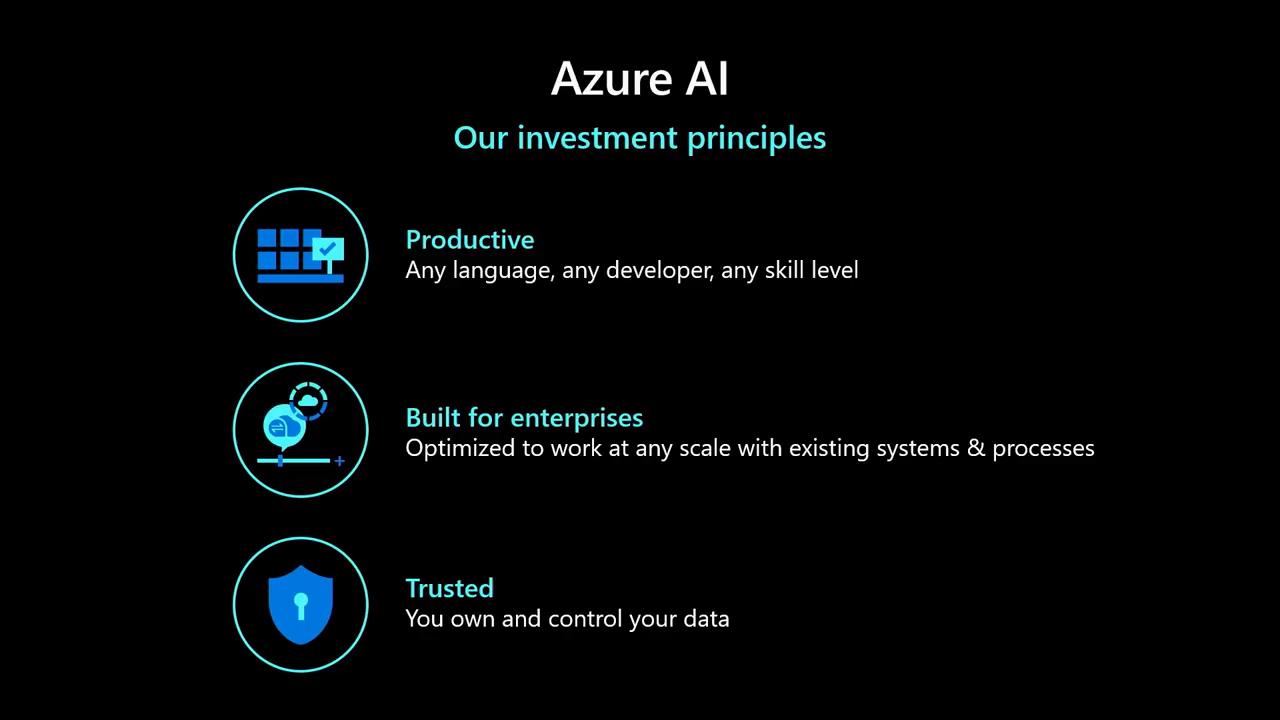 Azure AI
Our investment principles
Productive
Any language, any developer, any skill level
Built for enterprises
Optimized to work at any scale with existing systems & processes
Trusted
You own and control your data